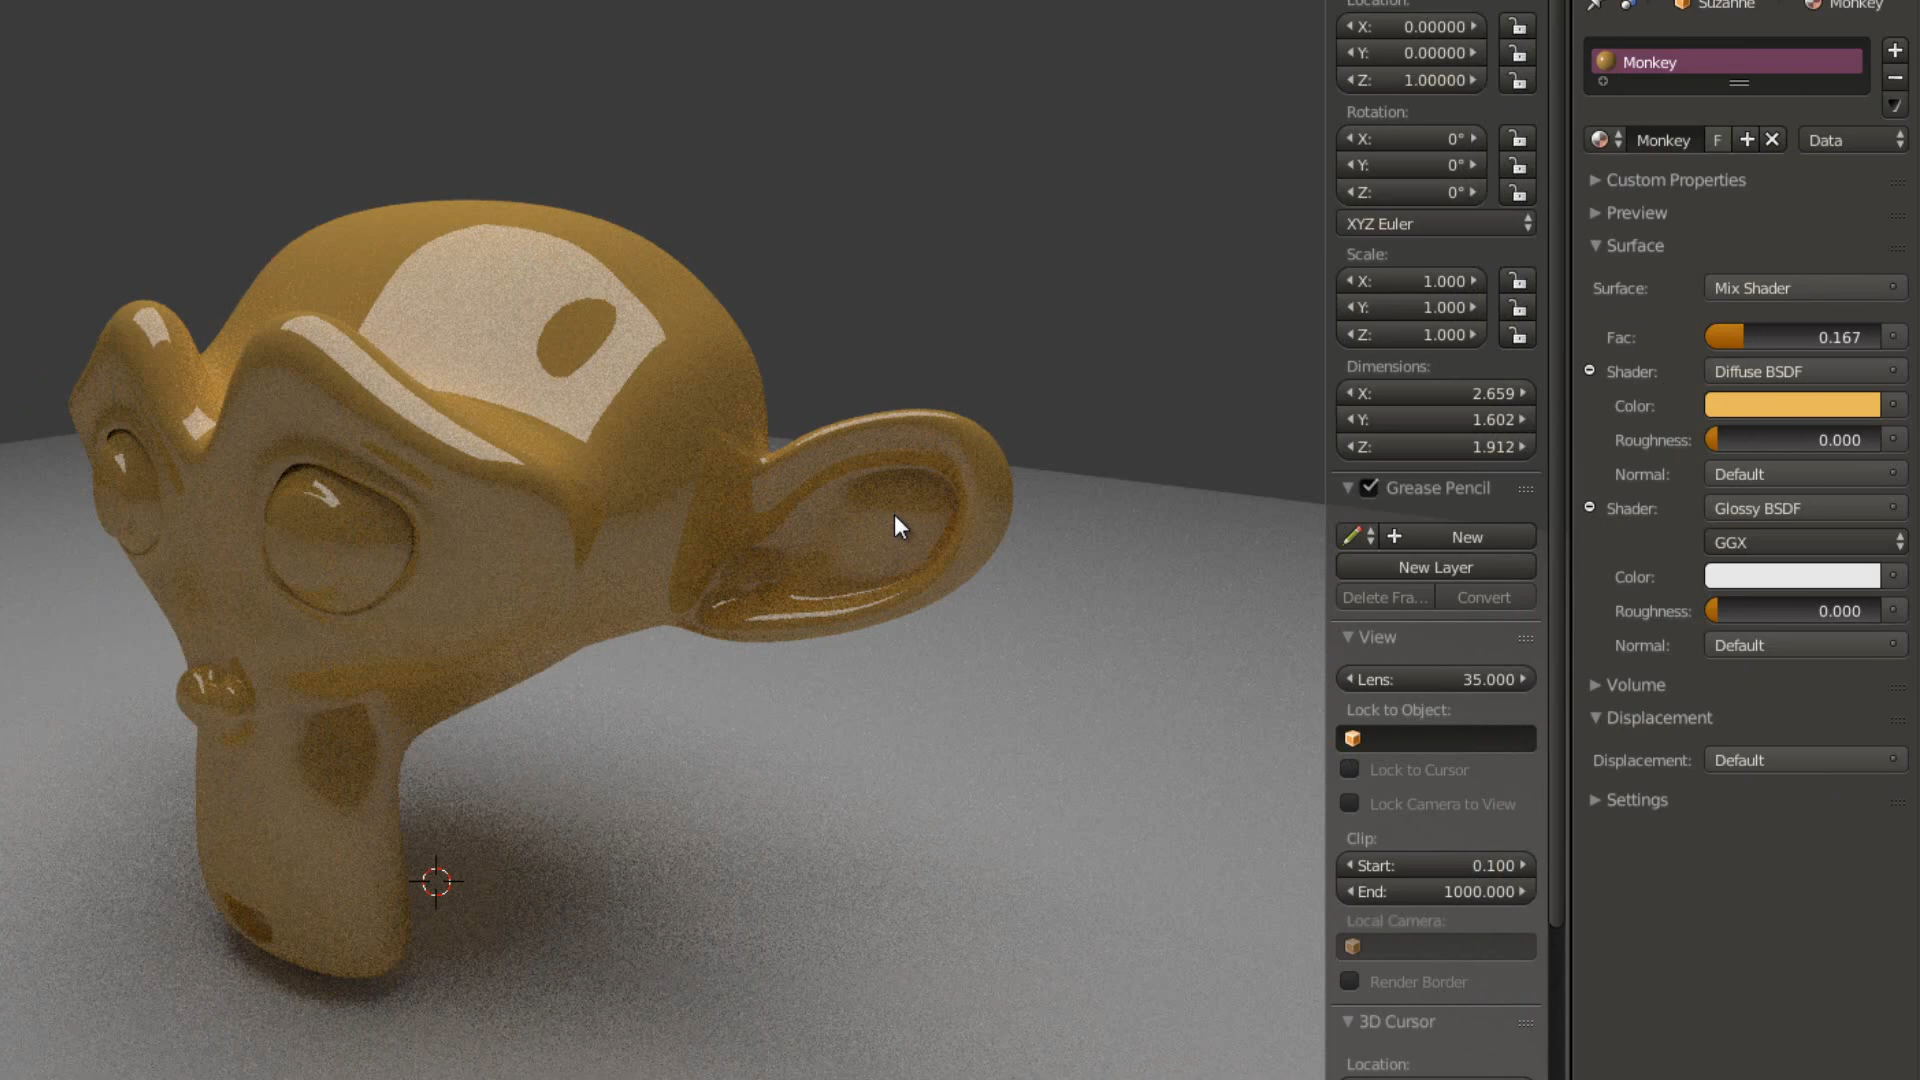 Location:
X: 0.00000
Y: 0.00000
Z: 1.00000
Rotation:
X: 0°
Y: 0°
Z: 0°
XYZ Euler
Scale:
X: 1.000
Y: 1.000
Z: 1.000
Dimensions:
X: 2.659
Y: 1.602
Z: 1.912
Grease Pencil
New
New Layer
Delete Fra... Convert
View
Lens: 35.000
Lock to Object:
Lock to Cursor
Lock Camera to View
Clip:
Start: 0.100
End: 1000.000
Local Camera:
Render Border
3D Cursor
Location:
Suzanne Monkey
Monkey
Monkey F Data
Custom Properties
Preview
Surface
Surface: Mix Shader
Fac: 0.167
Shader: Diffuse BSDF
Color:
Roughness: 0.000
Normal: Default
Shader: Glossy BSDF
GGX
Color:
Roughness: 0.000
Normal: Default
Volume
Displacement
Displacement: Default
Settings